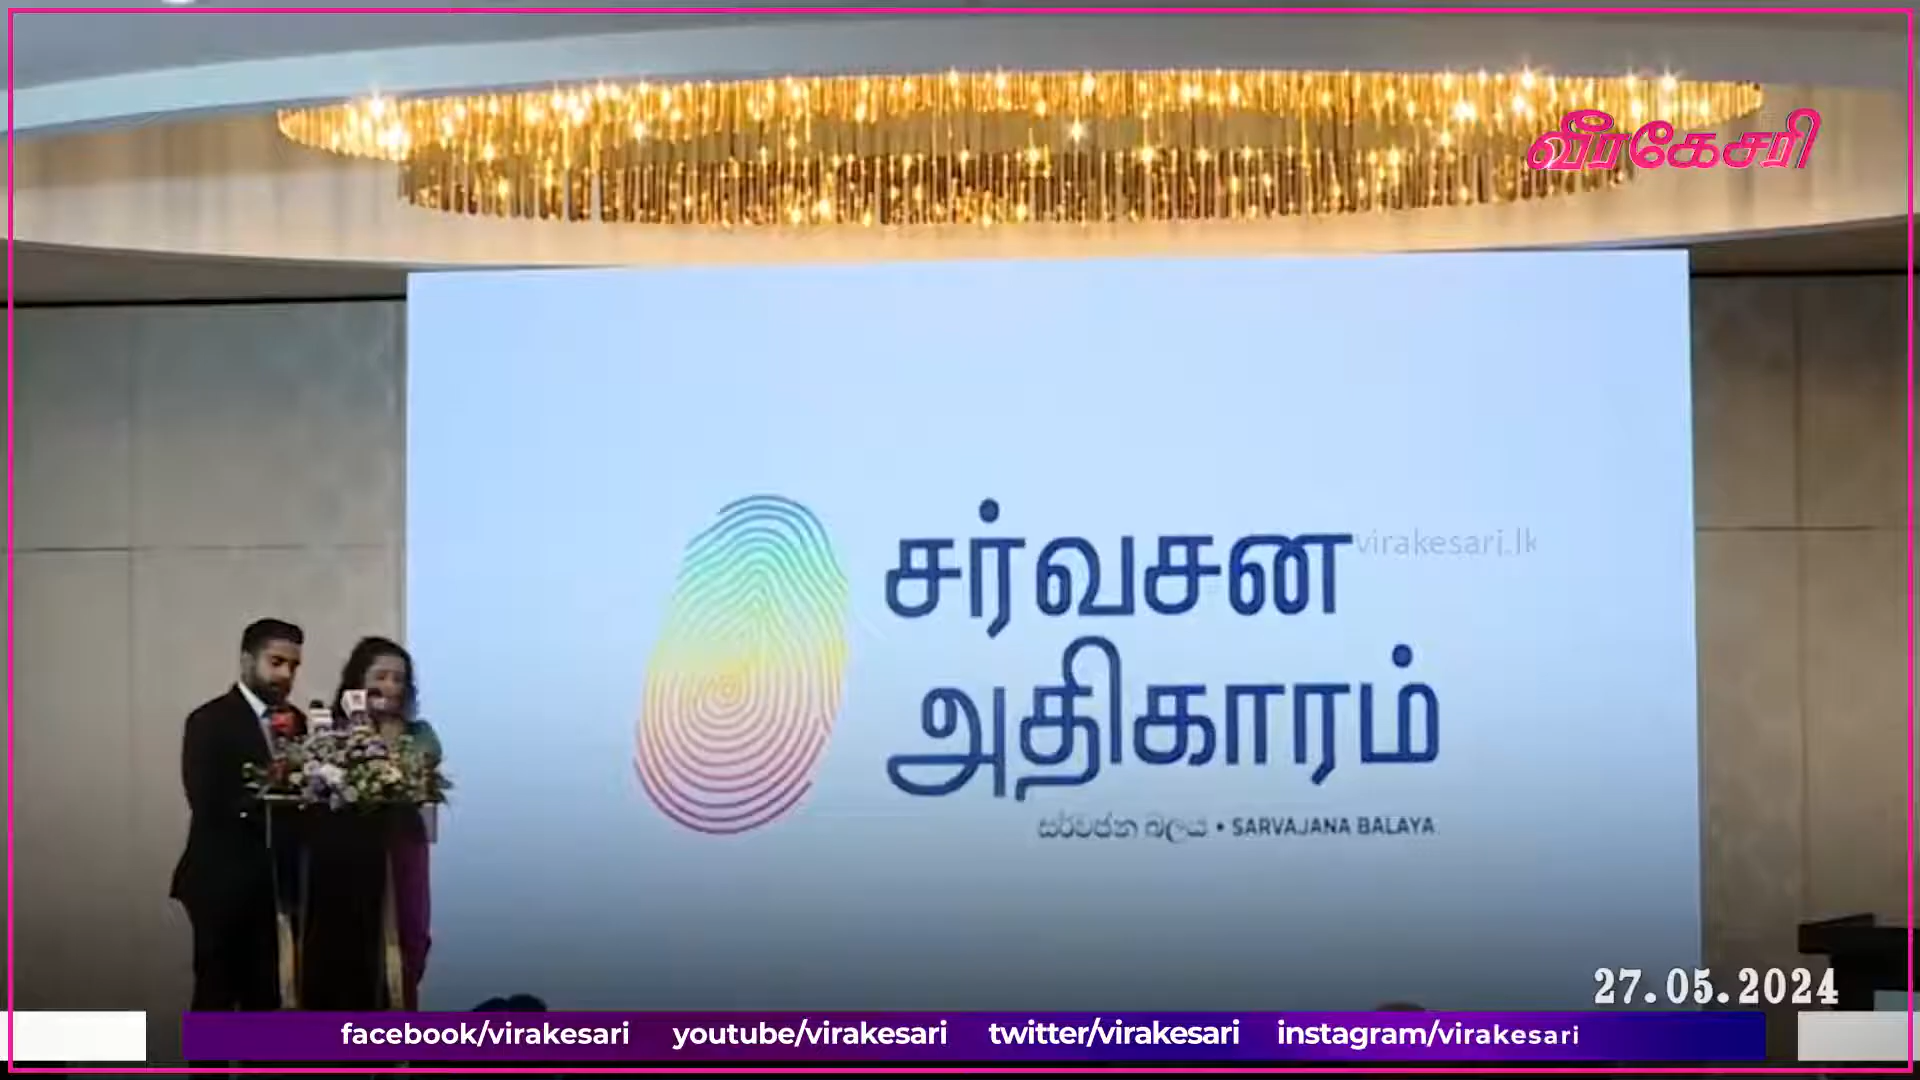 வீரகேசரி
சர்வசன
virakesari.lk
அதிகாரம்
සර්වජන බලය • SARVAJANA BALAYA
27.05.2024
facebook/virakesari youtube/virakesari twitter/virakesari instagram/virakesari